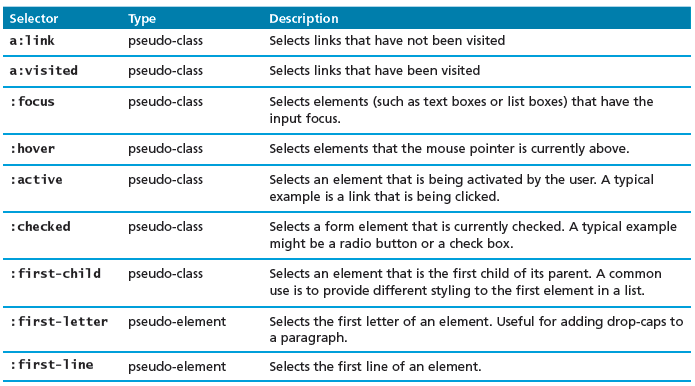 Selector Type Description
a:link pseudo-class Selects links that have not been visited
a:visited pseudo-class Selects links that have been visited
:focus pseudo-class Selects elements (such as text boxes or list boxes) that have the
input focus.
:hover pseudo-class Selects elements that the mouse pointer is currently above.
:active pseudo-class Selects an element that is being activated by the user. A typical
example is a link that is being clicked.
:checked pseudo-class Selects a form element that is currently checked. A typical example
might be a radio button or a check box.
:first-child pseudo-class Selects an element that is the first child of its parent. A common
use is to provide different styling to the first element in a list.
:first-letter pseudo-element Selects the first letter of an element. Useful for adding drop-caps to
a paragraph.
:first-line pseudo-element Selects the first line of an element.